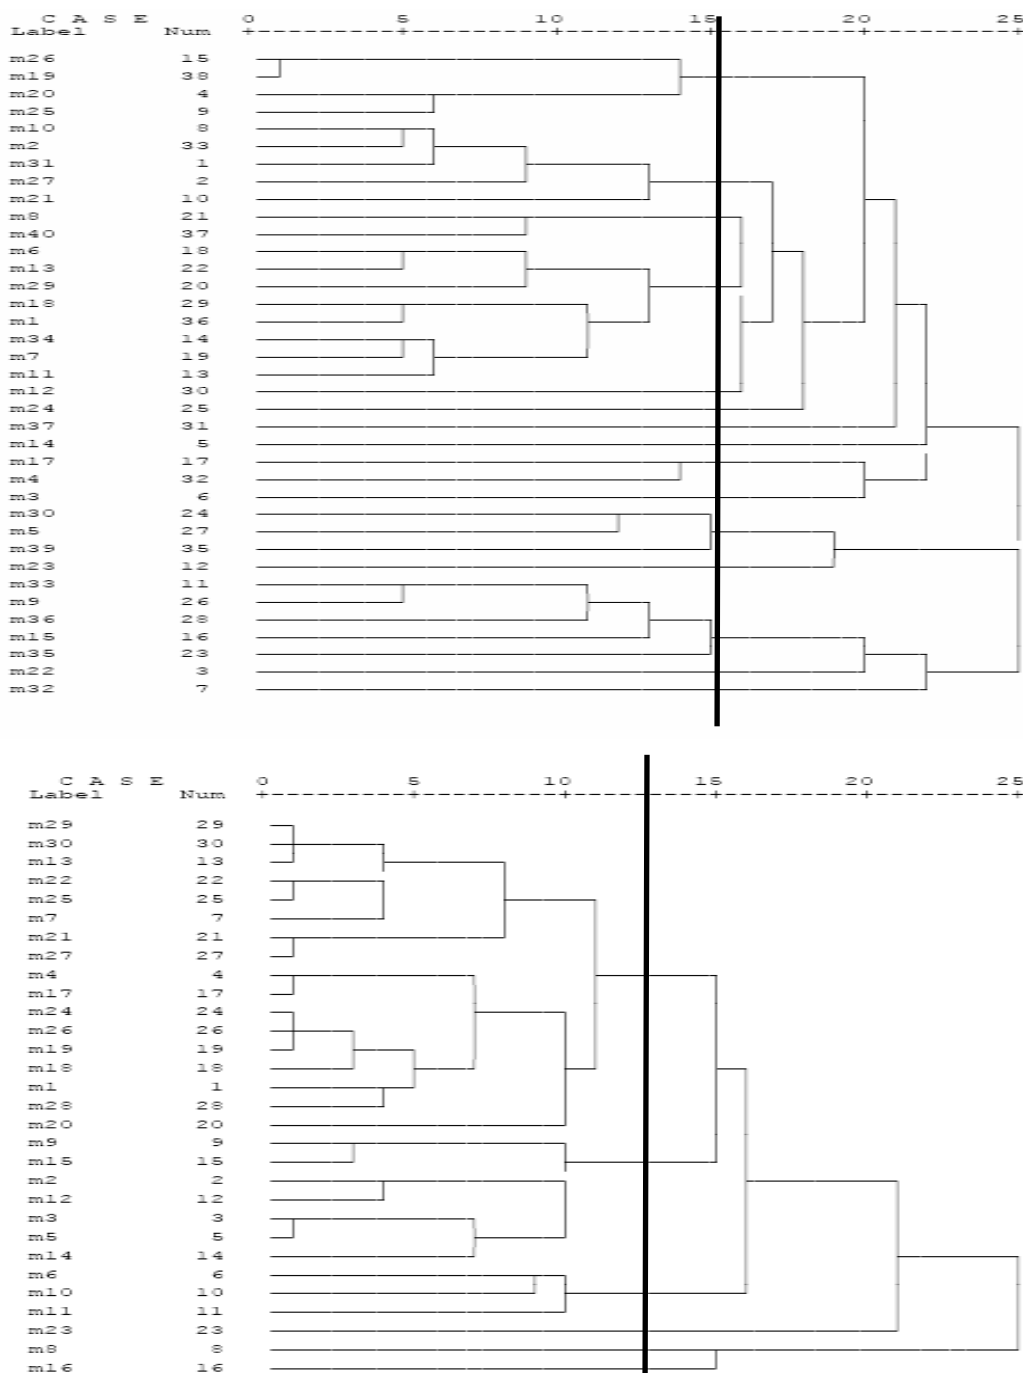 C A S E 0 5 10 15 20 25
Label Num
m26 15
m19 38
m20 4
m25 9
m10 8
m2 33
m31 1
m27 2
m21 10
m8 21
m40 37
m6 18
m13 22
m29 20
m18 29
m1 36
m34 14
m7 19
m11 13
m12 30
m24 25
m37 31
m14 5
m17 17
m4 32
m3 6
m30 24
m5 27
m39 35
m23 12
m33 11
m9 26
m36 28
m15 16
m35 23
m22 3
m32 7
C A S E 0 5 10 15 20 25
Label Num
m29 29
m30 30
m13 13
m22 22
m25 25
m7 7
m21 21
m27 27
m4 4
m17 17
m24 24
m26 26
m19 19
m18 18
m1 1
m28 28
m20 20
m9 9
m15 15
m2 2
m12 12
m3 3
m5 5
m14 14
m6 6
m10 10
m11 11
m23 23
m8 8
m16 16